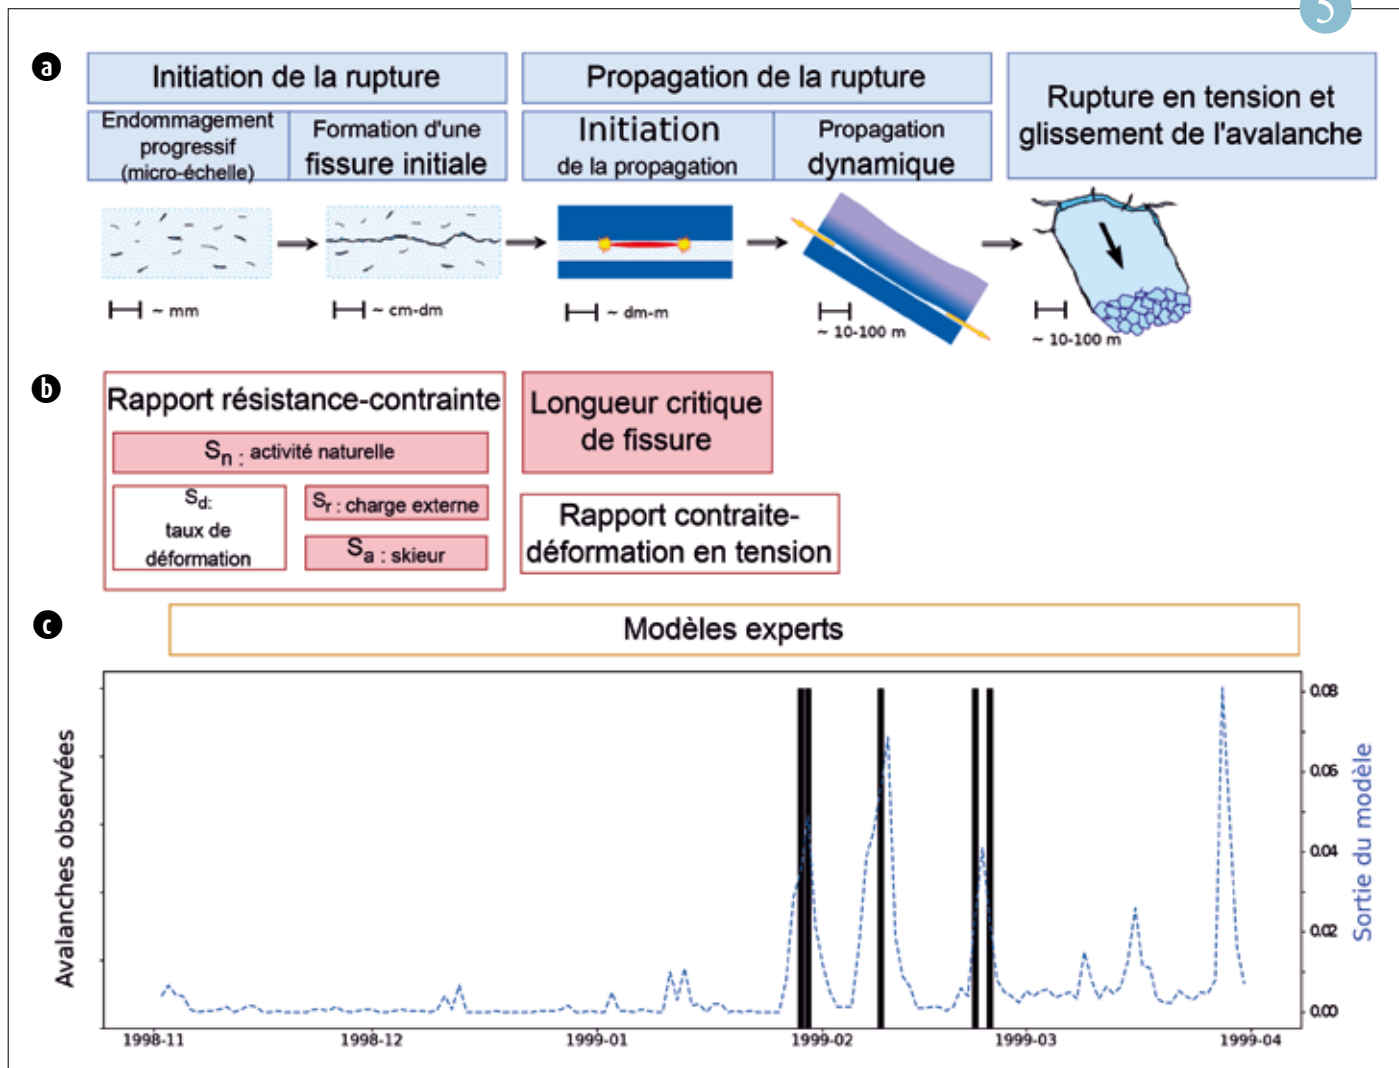 5
a
Initiation de la rupture
Propagation de la rupture
Rupture en tension et
glissement de l'avalanche
Endommagement
progressif
(micro-échelle)
Formation d'une
fissure initiale
Initiation
de la propagation
Propagation
dynamique
~ mm
~ cm-dm
~ dm-m
~ 10-100 m
~ 10-100 m
b
Rapport résistance-contrainte
Sn : activité naturelle
Sd:
taux de
déformation
Sr : charge externe
Sa : skieur
Longueur critique
de fissure
Rapport contraite-
déformation en tension
c
Modèles experts
Avalanches observées
0.08
0.06
0.04
0.02
0.00
Sortie du modèle
1998-11
1998-12
1999-01
1999-02
1999-03
1999-04